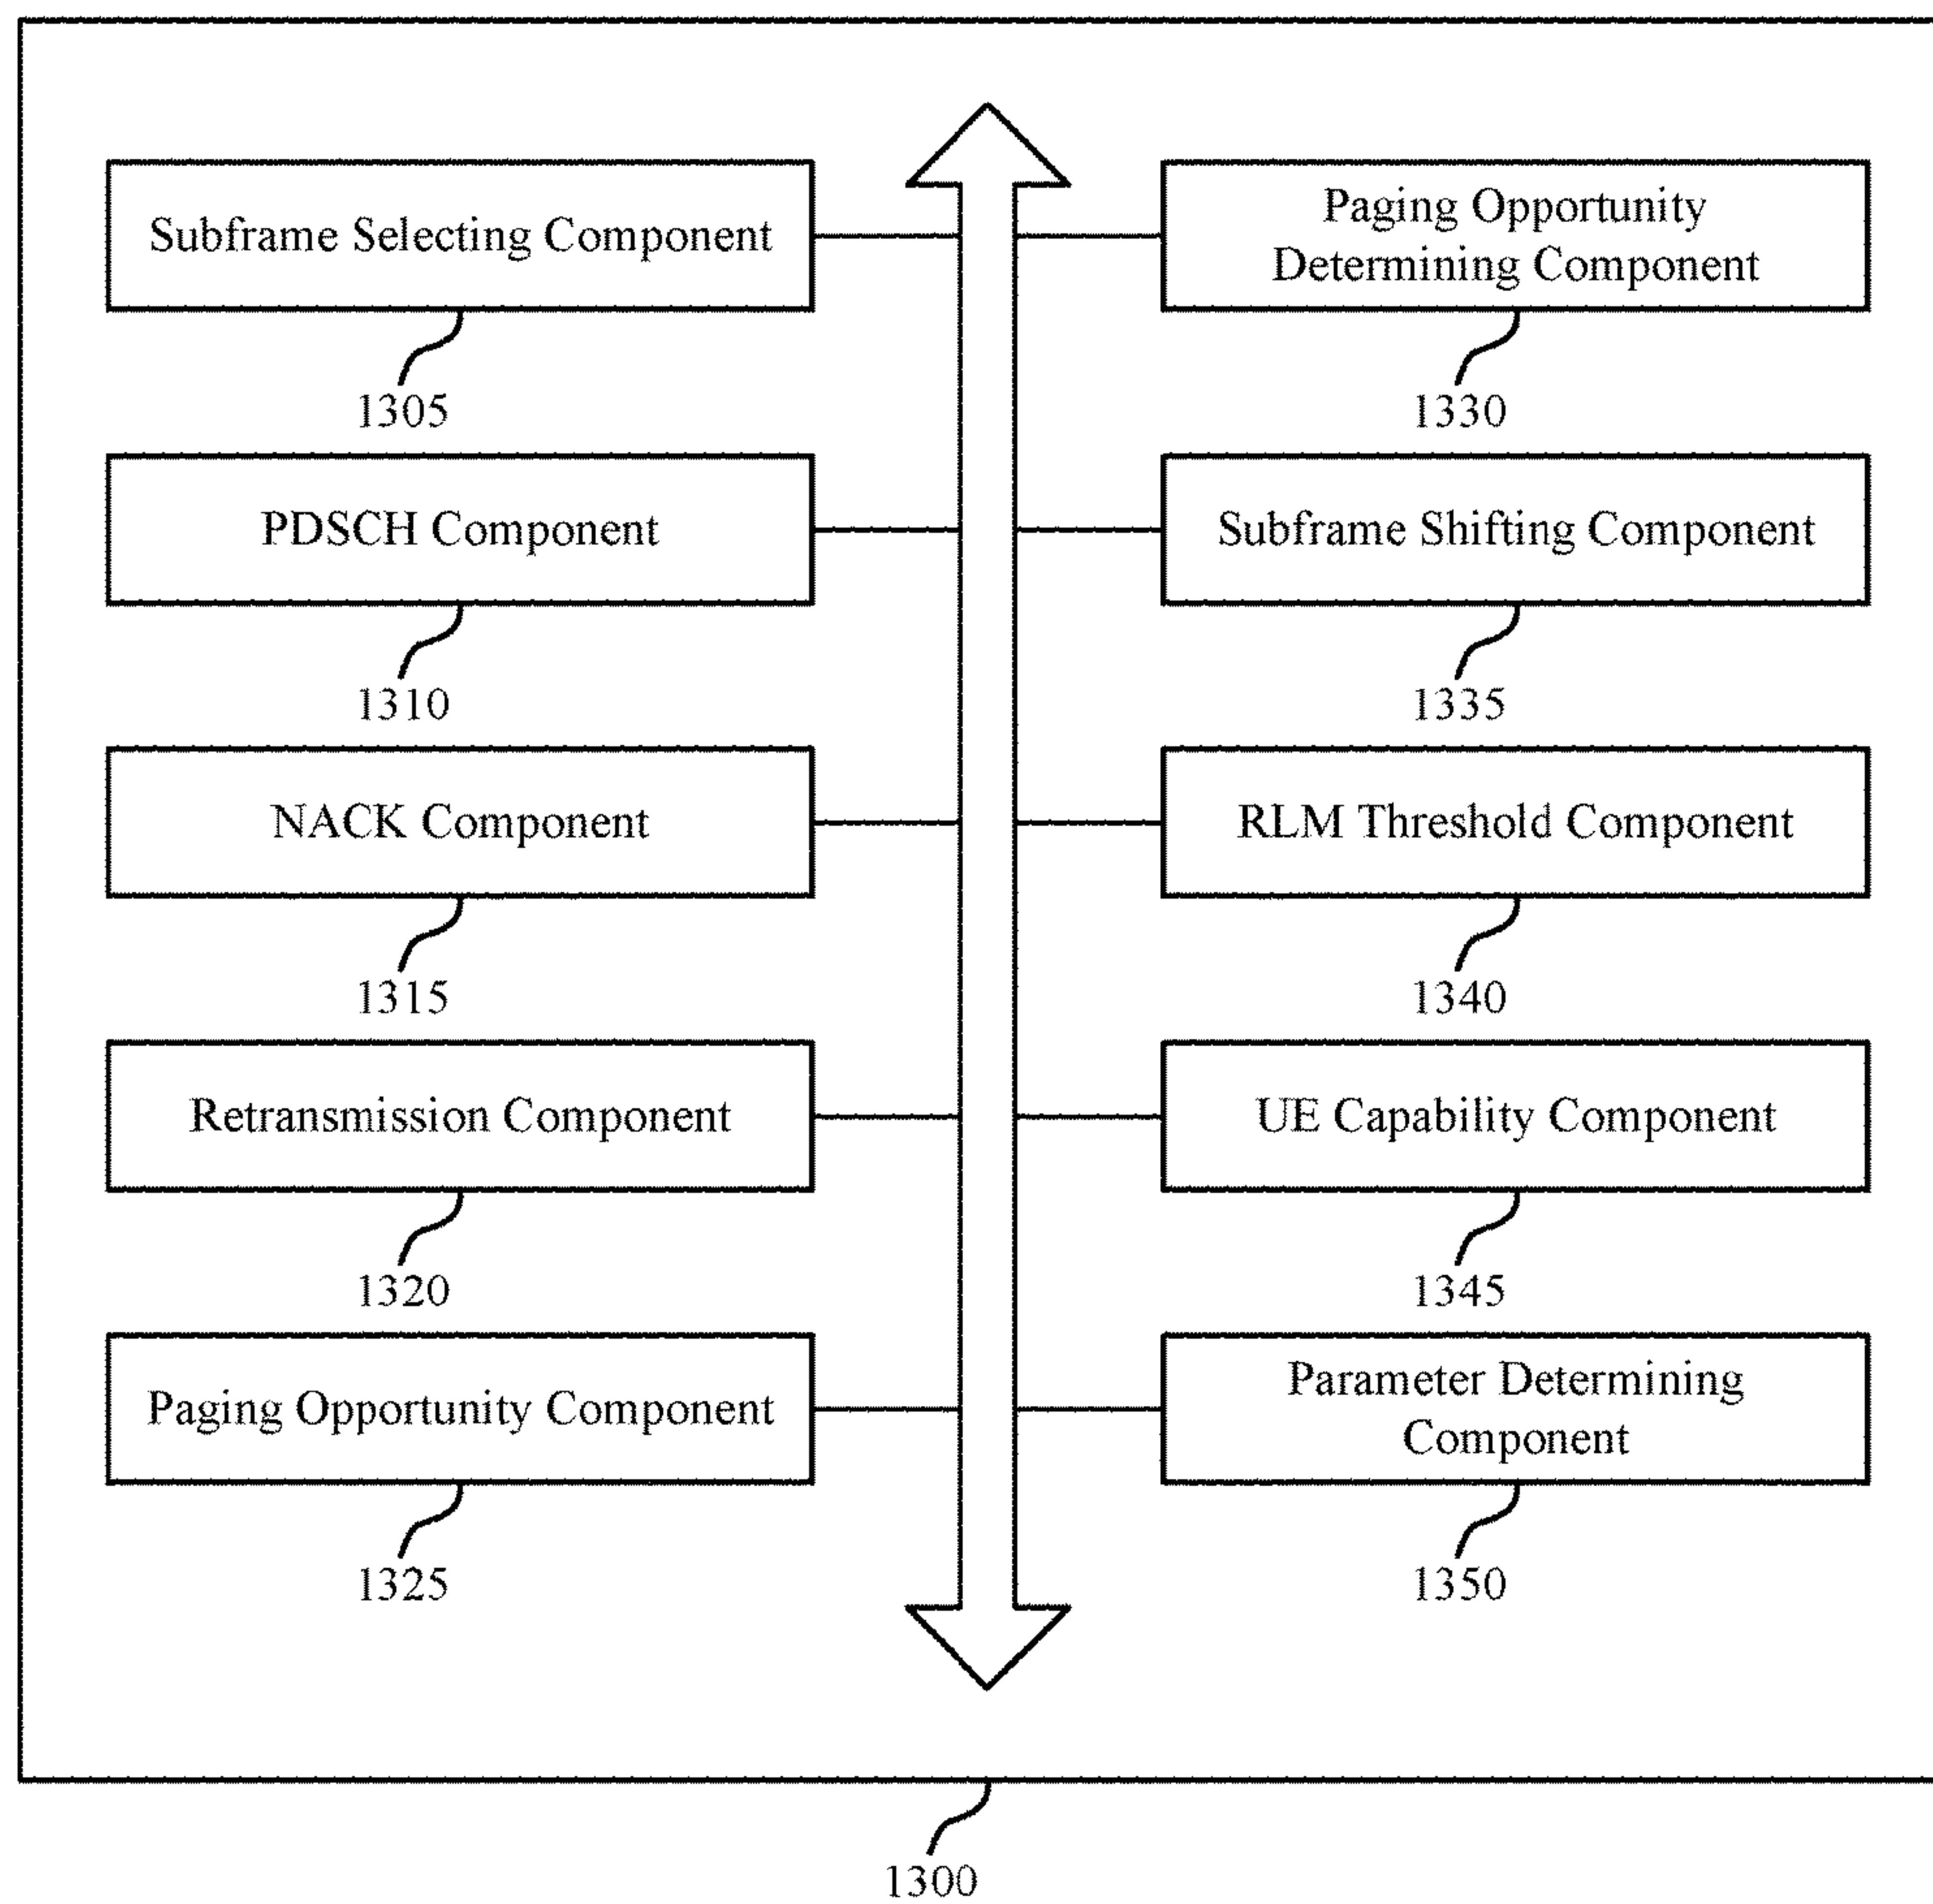 Subframe Selecting Component
1305
PDSCH Component
1310
NACK Component
1315
Retransmission Component
1320
Paging Opportunity Component
1325
Paging Opportunity
Determining Component
1330
Subframe Shifting Component
1335
RLM Threshold Component
1340
UE Capability Component
1345
Parameter Determining
Component
1350
1300